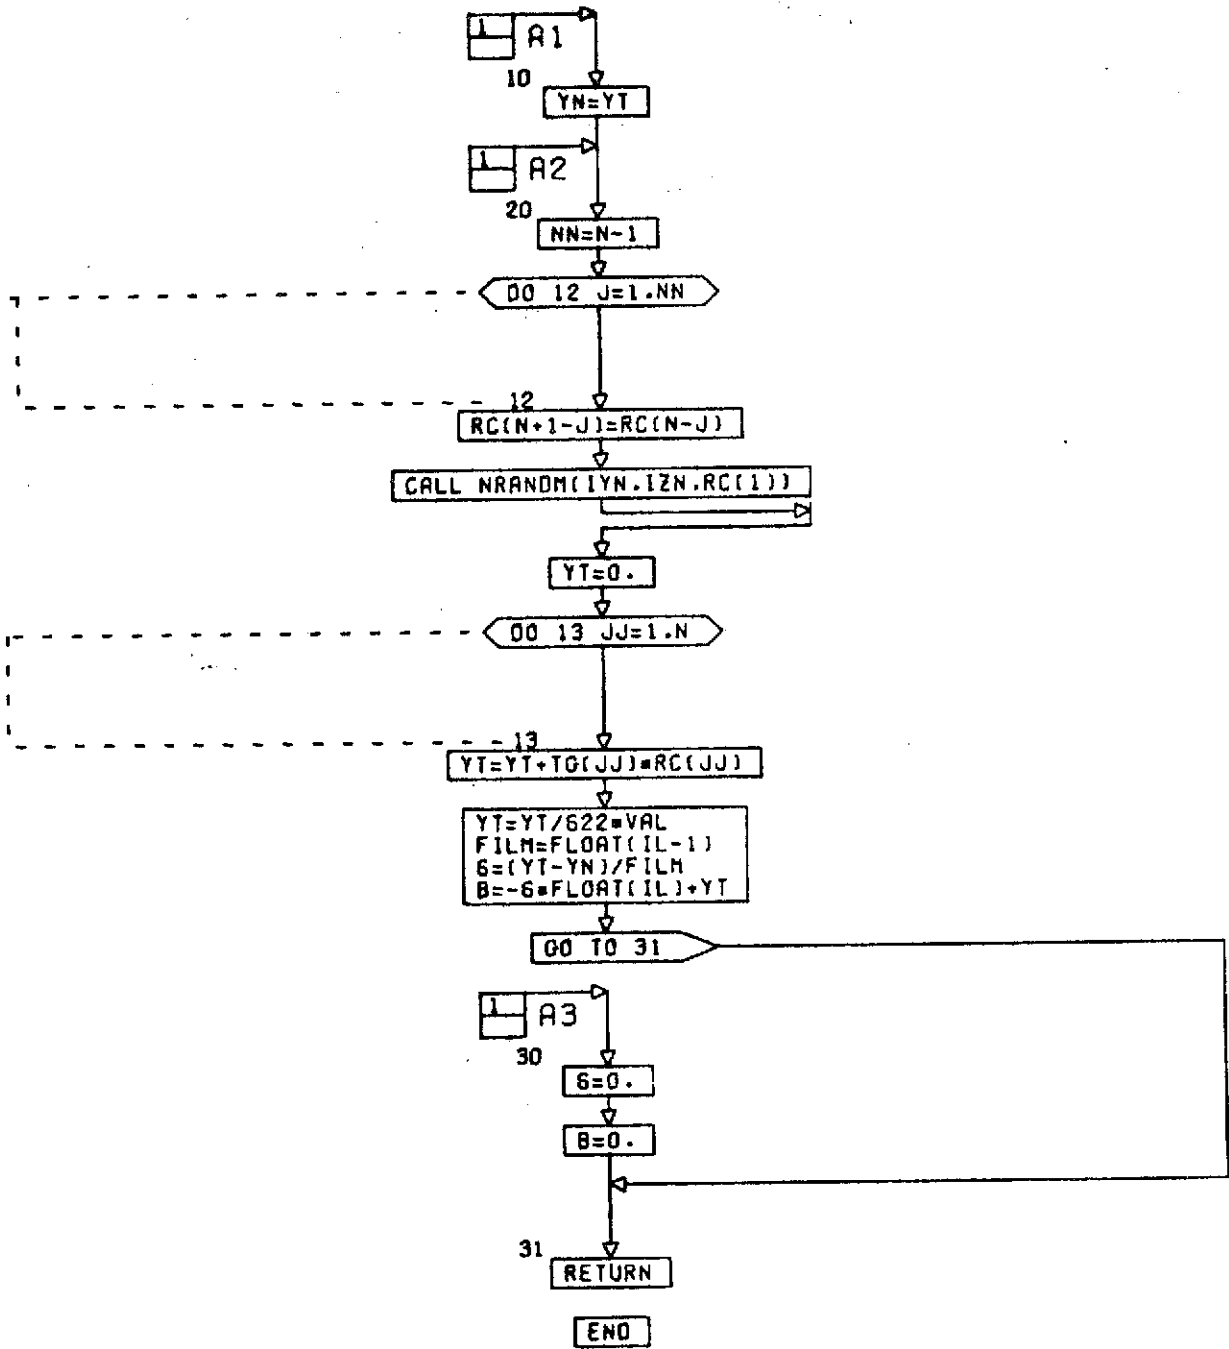 1
A1
10
YN=YT
1
A2
20
NN=N-1
DO 12 J=1.NN
12
RC(N+1-J)=RC(N-J)
CALL NRANDM(IYN.IZN.RC(1))
YT=0.
DO 13 JJ=1.N
13
YT=YT+TG(JJ)*RC(JJ)
YT=YT/622*VAL
FILM=FLOAT(IL-1)
G=(YT-YN)/FILM
B=-G*FLOAT(IL)+YT
GO TO 31
1
A3
30
G=0.
B=0.
31
RETURN
END